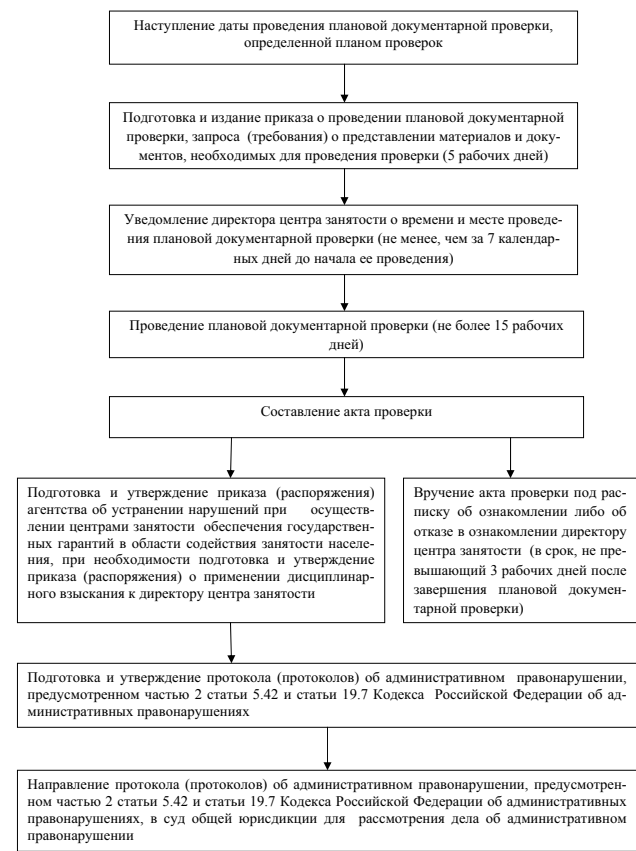 Наступление даты проведения плановой документарной проверки,
определенной планом проверок
Подготовка и издание приказа о проведении плановой документарной
проверки, запроса (требования) о представлении материалов и доку-
ментов, необходимых для проведения проверки (5 рабочих дней)
Уведомление директора центра занятости о времени и месте проведе-
ния плановой документарной проверки (не менее, чем за 7 календар-
ных дней до начала ее проведения)
Проведение плановой документарной проверки (не более 15 рабочих
дней)
Составление акта проверки
Подготовка и утверждение приказа (распоряжения)
агентства об устранении нарушений при осущест-
влении центрами занятости обеспечения государствен-
ных гарантий в области содействия занятости населе-
ния, при необходимости подготовка и утверждение
приказа (распоряжения) о применении дисциплинар-
ного взыскания к директору центра занятости
Вручение акта проверки под рас-
писку об ознакомлении либо об
отказе в ознакомлении директору
центра занятости (в срок, не пре-
вышающий 3 рабочих дней после
завершения плановой докумен-
тарной проверки)
Подготовка и утверждение протокола (протоколов) об административном правонарушении,
предусмотренном частью 2 статьи 5.42 и статьи 19.7 Кодекса Российской Федерации об ад-
министративных правонарушениях
Направление протокола (протоколов) об административном правонарушении, предусмотрен-
ном частью 2 статьи 5.42 и статьи 19.7 Кодекса Российской Федерации об административных
правонарушениях, в суд общей юрисдикции для рассмотрения дела об административном
правонарушении